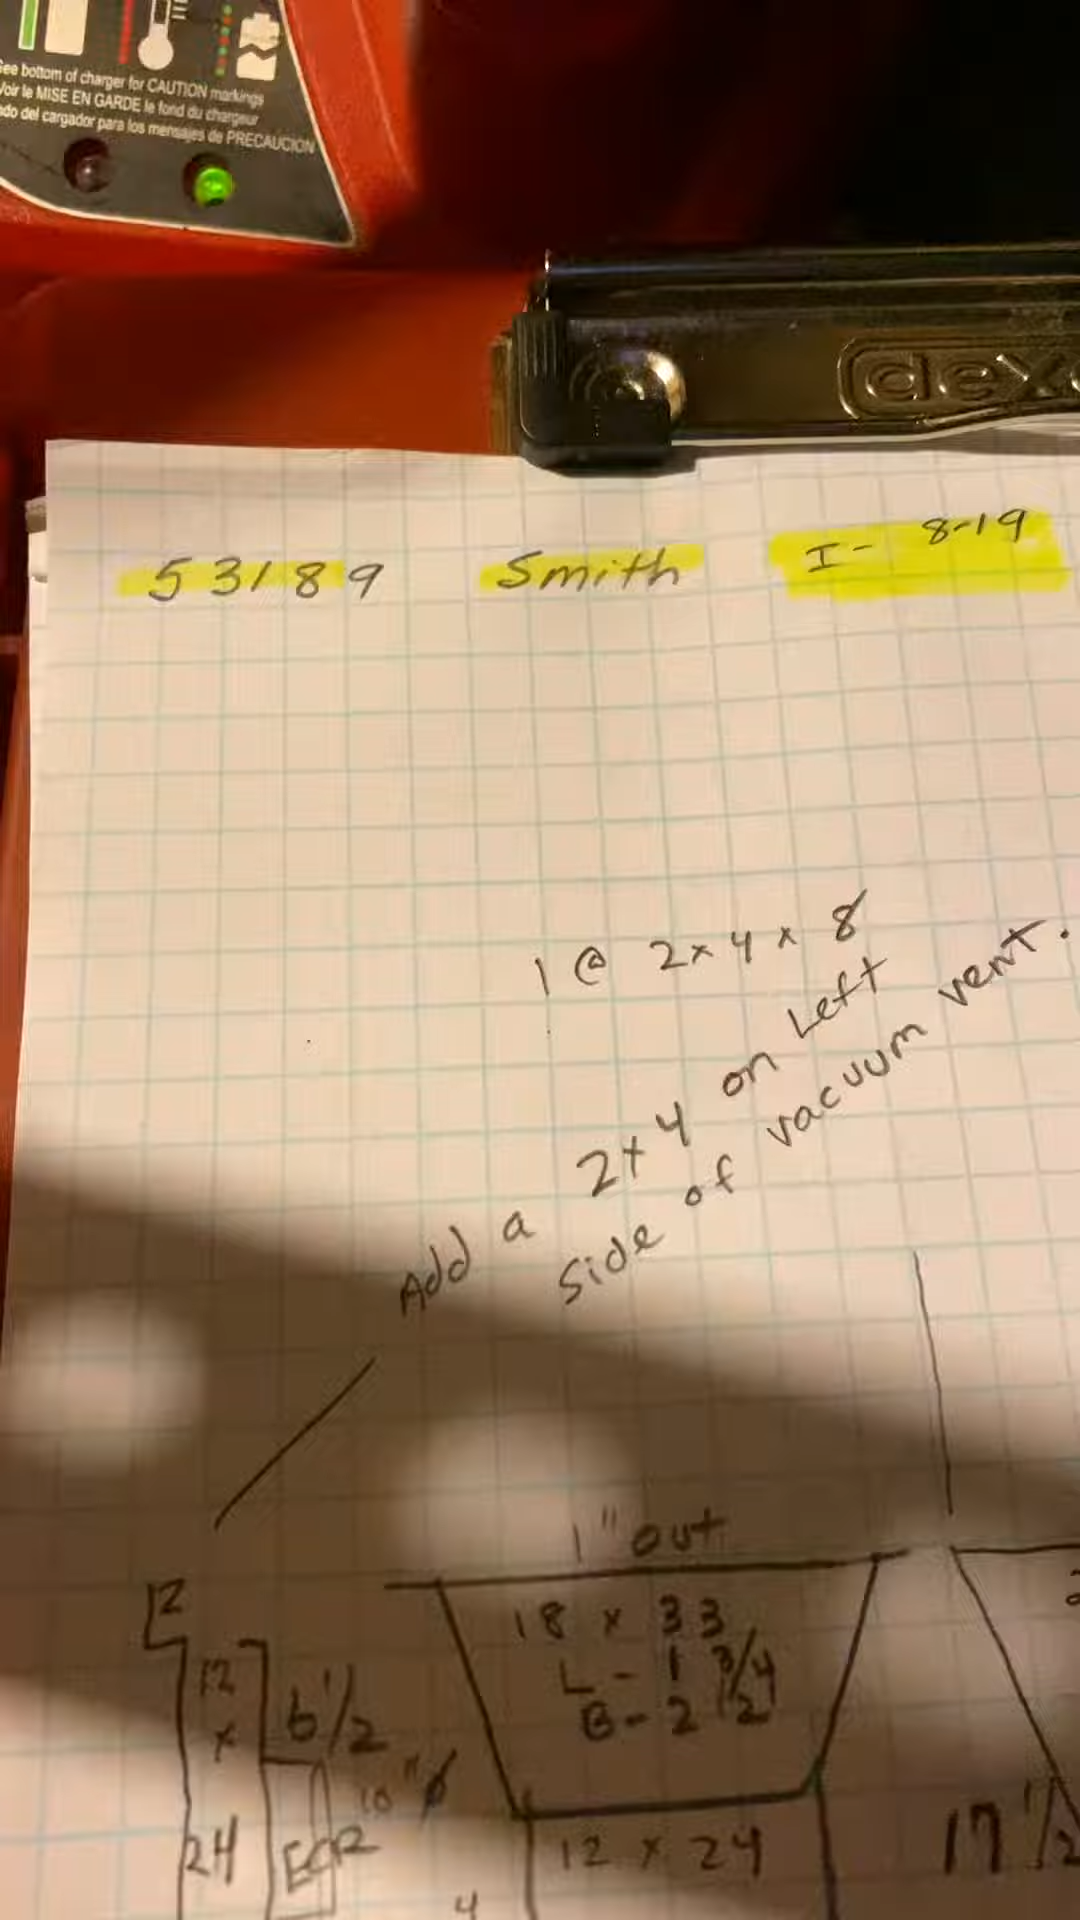 See bottom of charger for CAUTION markings
Voir le MISE EN GARDE le fond du chargeur
del cargador para los mensajes de PRECAUCION
53189 Smith I- 8-19
1 @ 2x4x8
Add a 2x4 on Left
side of vacuum vent.
1" out
12
18 x 33
L - 1 3/4
B - 2 1/2
12
x
24
6 1/2
10"
12 x 24
17 1/2
4